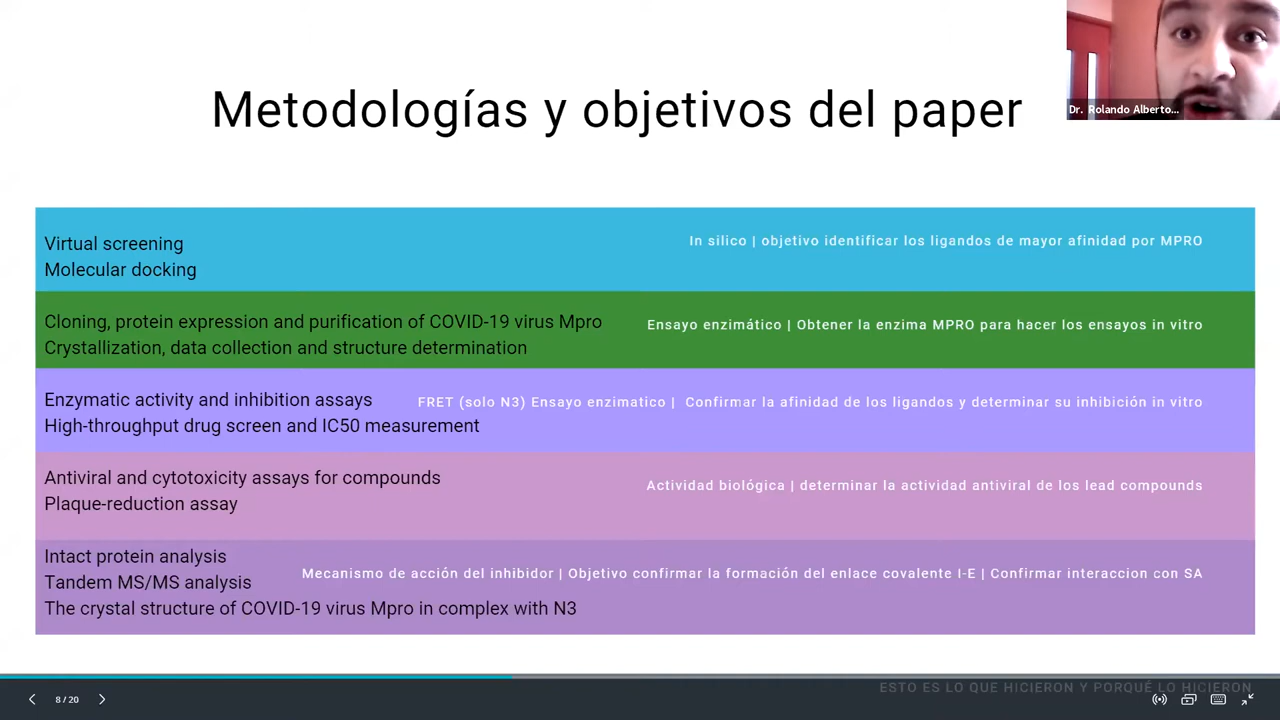 Metodologías y objetivos del paper
Dr. Rolando Alberto...
Virtual screening
Molecular docking
In silico | objetivo identificar los ligandos de mayor afinidad por MPRO
Cloning, protein expression and purification of COVID-19 virus Mpro
Crystallization, data collection and structure determination
Ensayo enzimático | Obtener la enzima MPRO para hacer los ensayos in vitro
Enzymatic activity and inhibition assays
High-throughput drug screen and IC50 measurement
FRET (solo N3) Ensayo enzimatico | Confirmar la afinidad de los ligandos y determinar su inhibición in vitro
Antiviral and cytotoxicity assays for compounds
Plaque-reduction assay
Actividad biológica | determinar la actividad antiviral de los lead compounds
Intact protein analysis
Tandem MS/MS analysis
The crystal structure of COVID-19 virus Mpro in complex with N3
Mecanismo de acción del inhibidor | Objetivo confirmar la formación del enlace covalente I-E | Confirmar interaccion con SA
ESTO ES LO QUE HICIERON Y PORQUÉ LO HICIERON
8 / 20